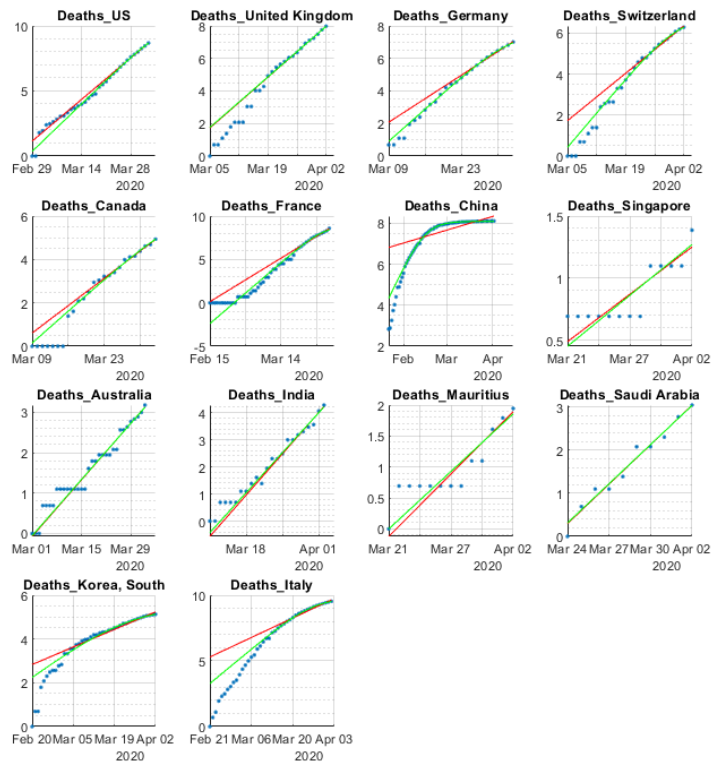 Deaths_US
Deaths_United Kingdom
Deaths_Germany
Deaths_Switzerland
10
5
0
Feb 29
Mar 14
Mar 28
2020
8
6
4
2
0
Mar 05
Mar 19
Apr 02
2020
8
6
4
2
0
Mar 09
Mar 23
2020
6
4
2
0
Mar 05
Mar 19
Apr 02
2020
Deaths_Canada
Deaths_France
Deaths_China
Deaths_Singapore
6
4
2
0
Mar 09
Mar 23
2020
10
5
0
-5
Feb 15
Mar 14
2020
8
6
4
2
Feb
Mar
Apr
2020
1.5
1
0.5
Mar 21
Mar 27
Apr 02
2020
Deaths_Australia
Deaths_India
Deaths_Mauritius
Deaths_Saudi Arabia
3
2
1
0
Mar 01
Mar 15
Mar 29
2020
4
3
2
1
0
Mar 18
Apr 01
2020
2
1.5
1
0.5
0
Mar 21
Mar 27
Apr 02
2020
3
2
1
0
Mar 24
Mar 27
Mar 30
Apr 02
2020
Deaths_Korea, South
Deaths_Italy
6
4
2
0
Feb 20
Mar 05
Mar 19
Apr 02
2020
10
5
0
Feb 21
Mar 06
Mar 20
Apr 03
2020